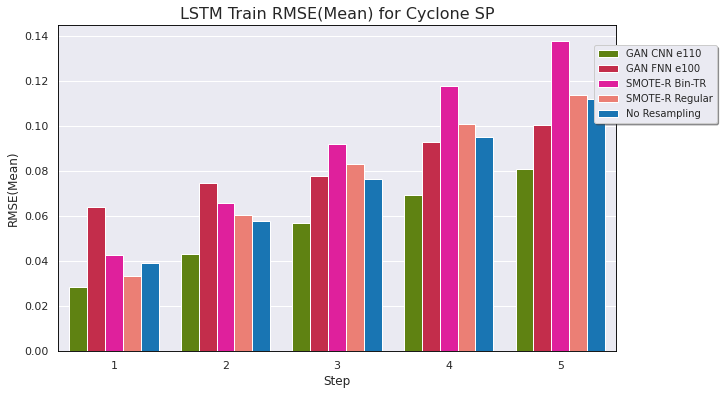 LSTM Train RMSE(Mean) for Cyclone SP
0.14
0.12
0.10
0.08
0.06
0.04
0.02
0.00
RMSE(Mean)
1 2 3 4 5
Step
GAN CNN e110
GAN FNN e100
SMOTE-R Bin-TR
SMOTE-R Regular
No Resampling